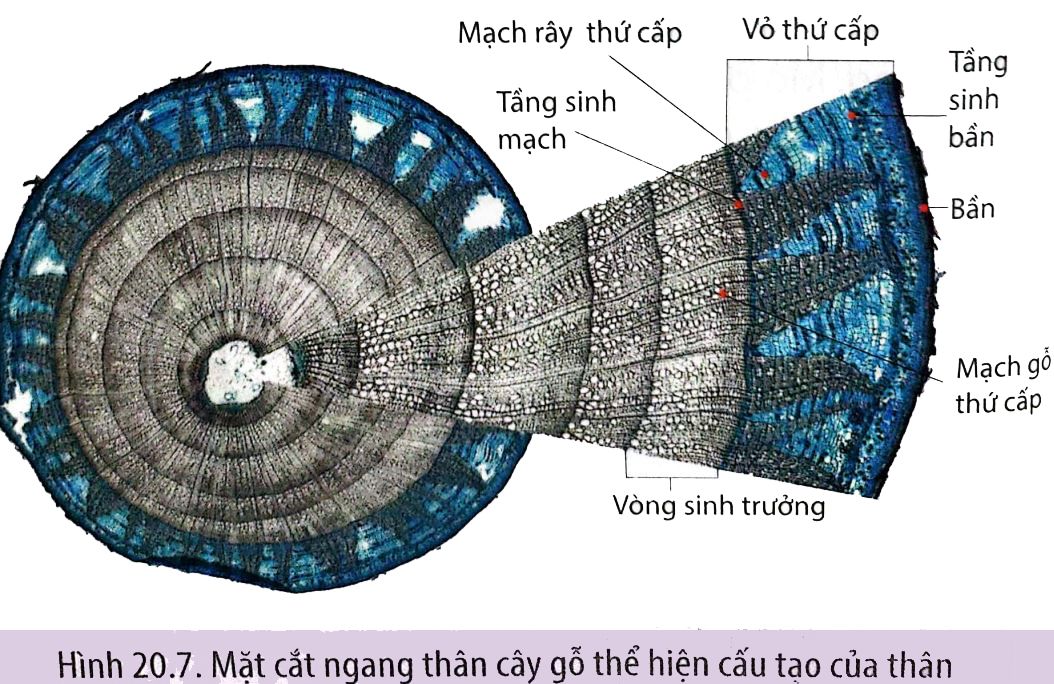 Mạch rây thứ cấp
Vỏ thứ cấp
Tầng sinh mạch
Tầng
sinh
bần
Bần
Mạch gỗ
thứ cấp
Vòng sinh trưởng
Hình 20.7. Mặt cắt ngang thân cây gỗ thể hiện cấu tạo của thân